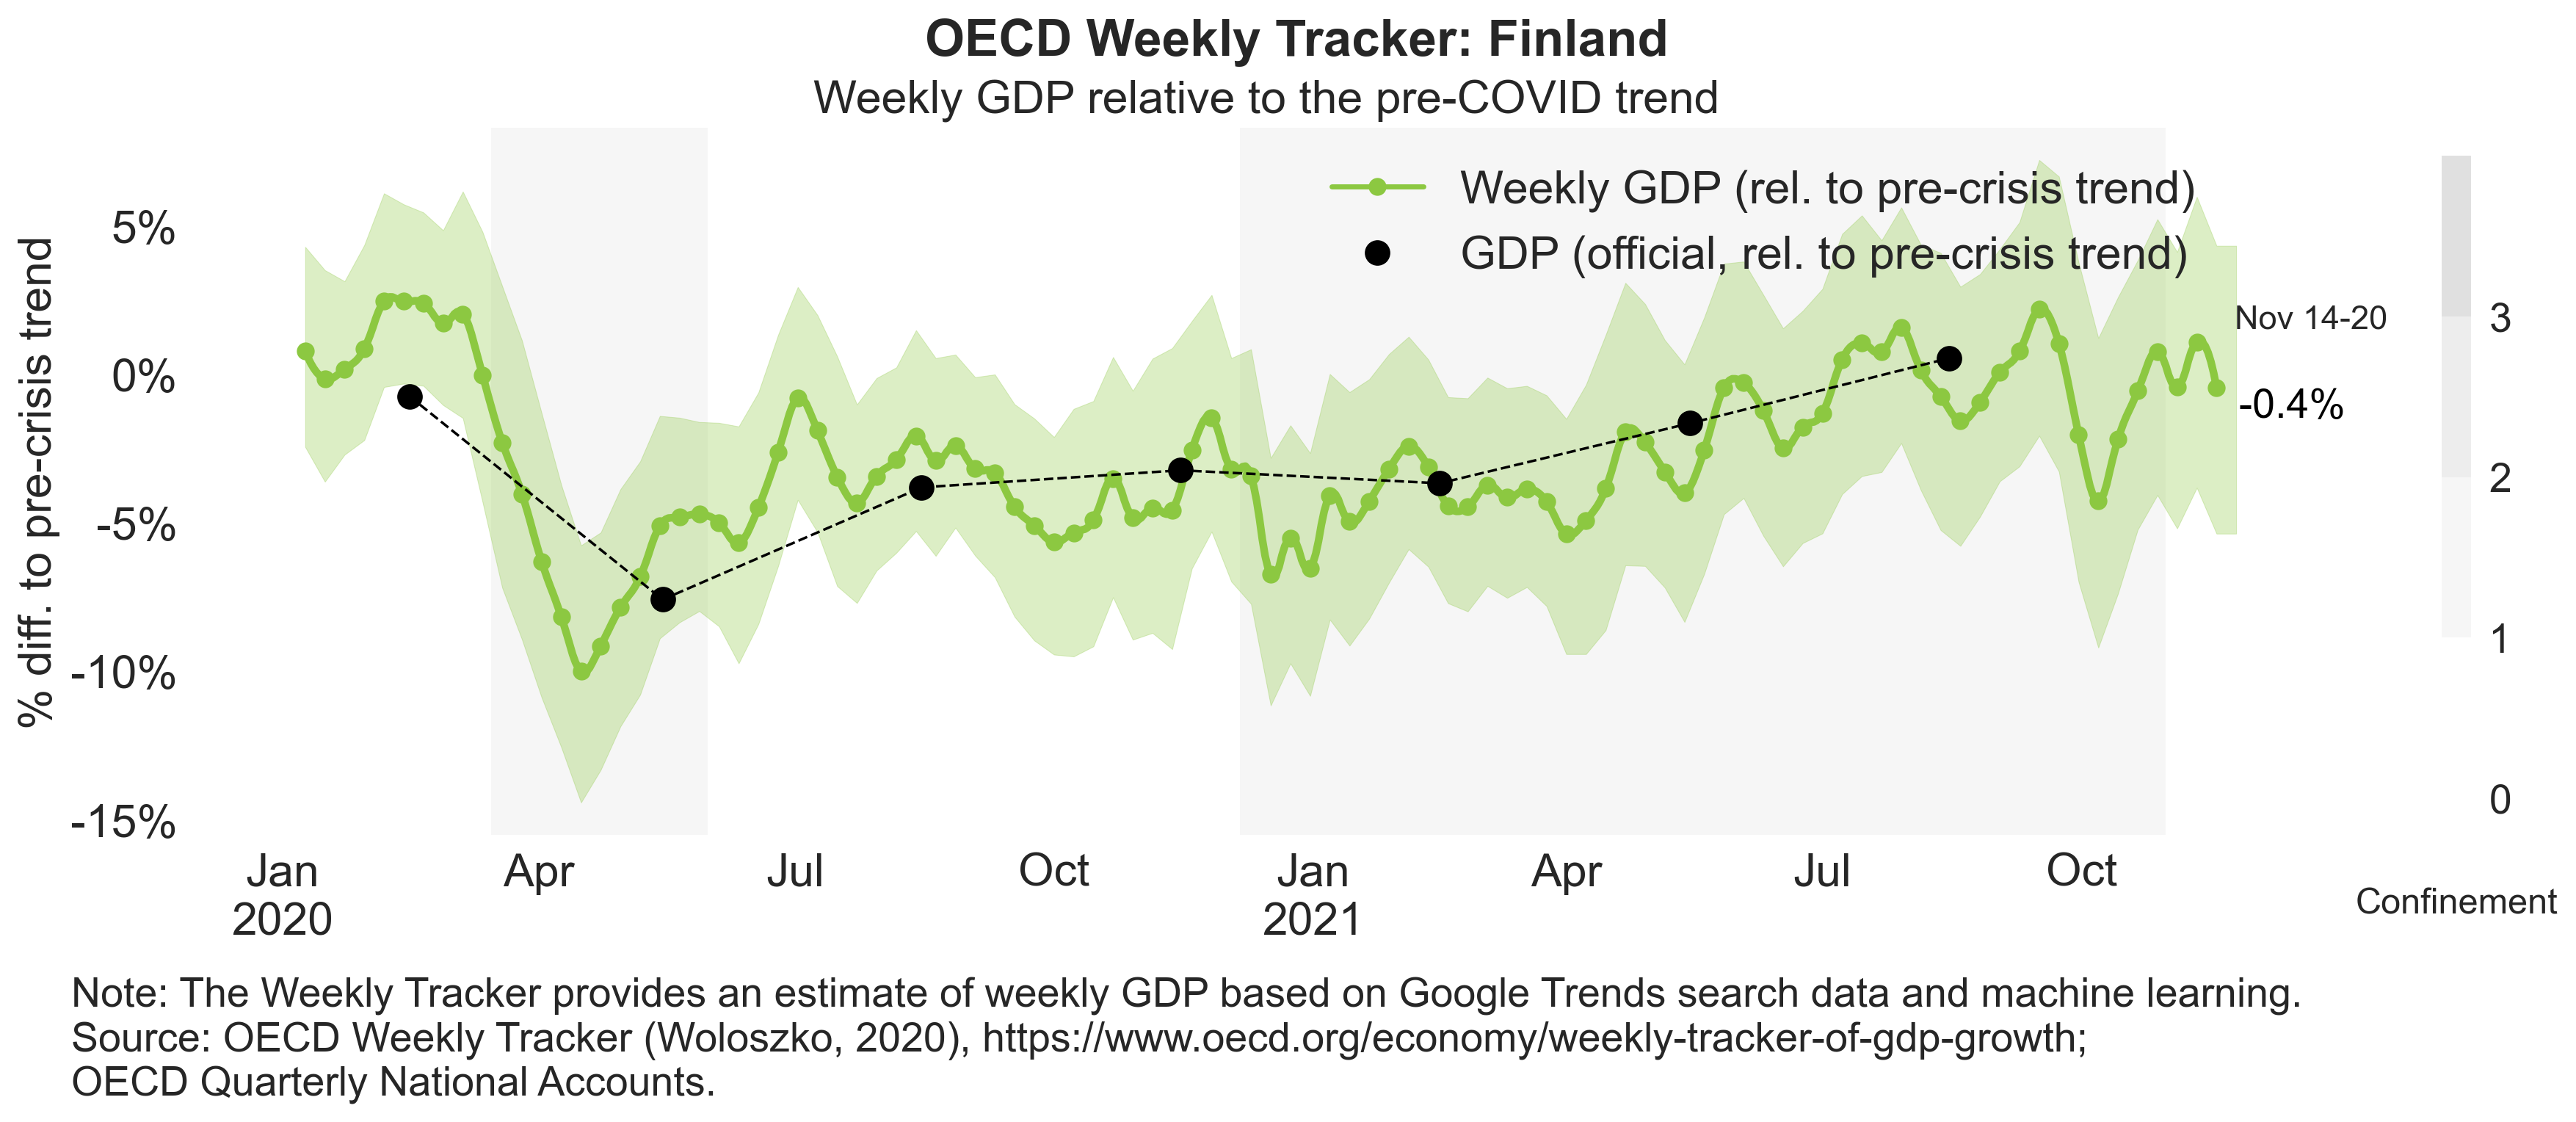 OECD Weekly Tracker: Finland
Weekly GDP relative to the pre-COVID trend
Weekly GDP (rel. to pre-crisis trend)
GDP (official, rel. to pre-crisis trend)
% diff. to pre-crisis trend
5%
0%
-5%
-10%
-15%
Nov 14-20
-0.4%
3
2
1
0
Confinement
Jan Apr Jul Oct Jan Apr Jul Oct
2020 2021
Note: The Weekly Tracker provides an estimate of weekly GDP based on Google Trends search data and machine learning.
Source: OECD Weekly Tracker (Woloszko, 2020), https://www.oecd.org/economy/weekly-tracker-of-gdp-growth;
OECD Quarterly National Accounts.